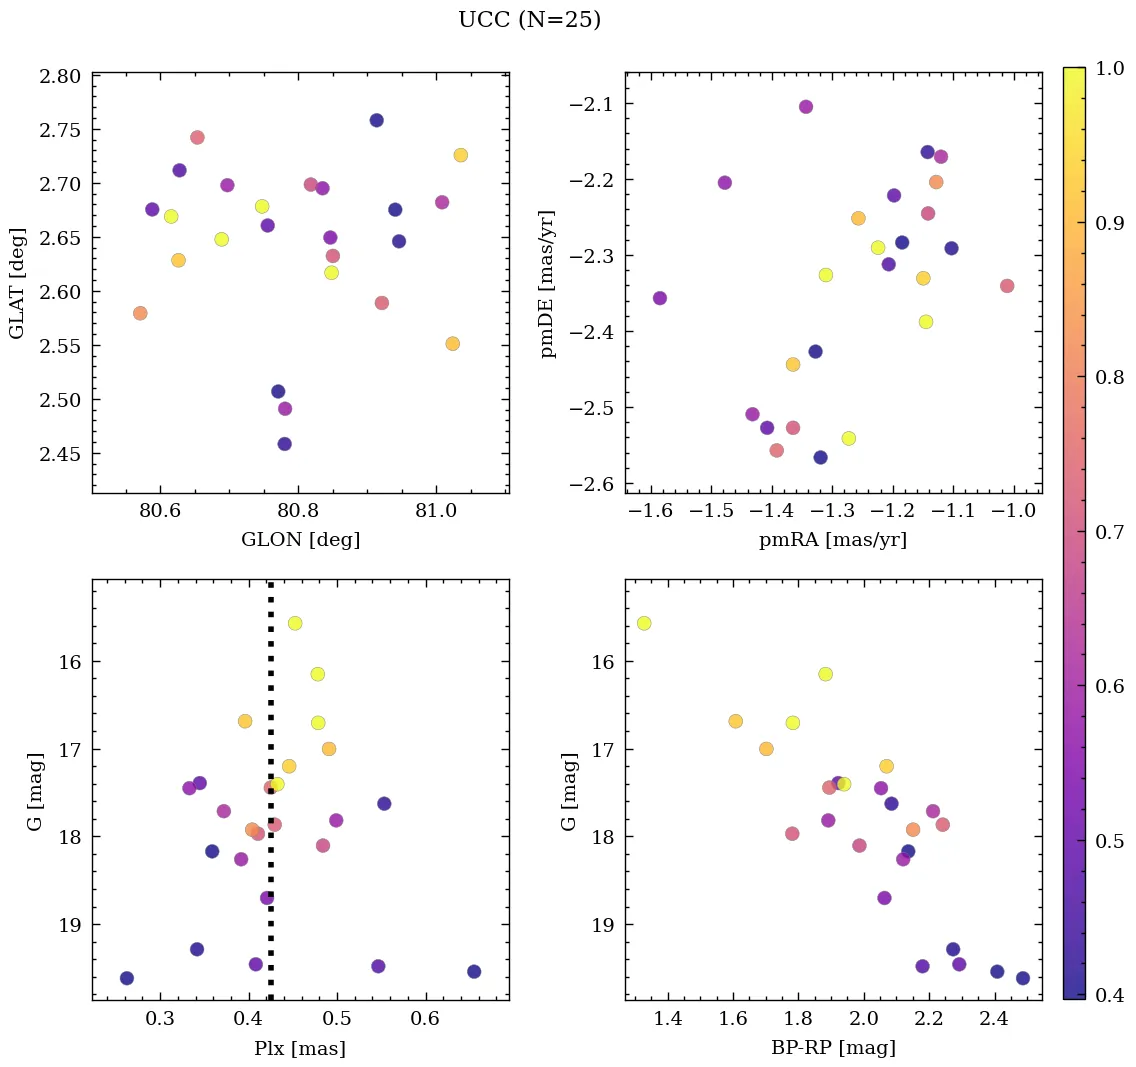 UCC (N=25)
2.80
2.75
2.70
2.65
2.60
2.55
2.50
2.45
GLAT [deg]
80.6 80.8 81.0
GLON [deg]
−2.1
−2.2
−2.3
−2.4
−2.5
−2.6
pmDE [mas/yr]
−1.6 −1.5 −1.4 −1.3 −1.2 −1.1 −1.0
pmRA [mas/yr]
16
17
18
19
G [mag]
0.3 0.4 0.5 0.6
Plx [mas]
16
17
18
19
G [mag]
1.4 1.6 1.8 2.0 2.2 2.4
BP-RP [mag]
1.0
0.9
0.8
0.7
0.6
0.5
0.4